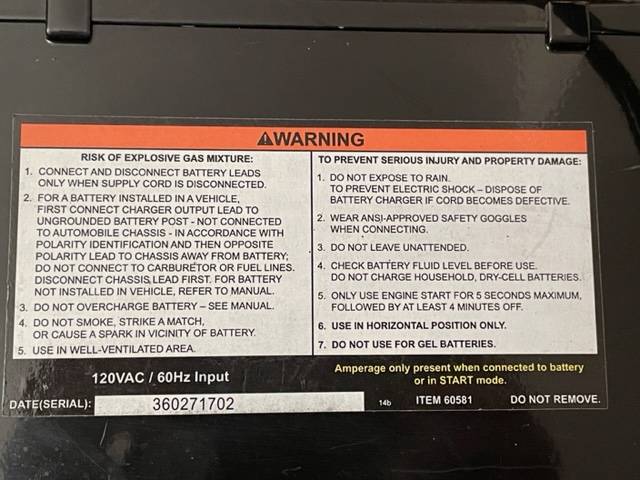 ⚠WARNING
RISK OF EXPLOSIVE GAS MIXTURE:
1. CONNECT AND DISCONNECT BATTERY LEADS
ONLY WHEN SUPPLY CORD IS DISCONNECTED.
2. FOR A BATTERY INSTALLED IN A VEHICLE,
FIRST CONNECT CHARGER OUTPUT LEAD TO
UNGROUNDED BATTERY POST - NOT CONNECTED
TO AUTOMOBILE CHASSIS - IN ACCORDANCE WITH
POLARITY IDENTIFICATION AND THEN OPPOSITE
POLARITY LEAD TO CHASSIS AWAY FROM BATTERY;
DO NOT CONNECT TO CARBURETOR OR FUEL LINES.
DISCONNECT CHASSIS LEAD FIRST. FOR BATTERY
NOT INSTALLED IN VEHICLE, REFER TO MANUAL.
3. DO NOT OVERCHARGE BATTERY – SEE MANUAL.
4. DO NOT SMOKE, STRIKE A MATCH,
OR CAUSE A SPARK IN VICINITY OF BATTERY.
5. USE IN WELL-VENTILATED AREA.
TO PREVENT SERIOUS INJURY AND PROPERTY DAMAGE:
1. DO NOT EXPOSE TO RAIN.
TO PREVENT ELECTRIC SHOCK – DISPOSE OF
BATTERY CHARGER IF CORD BECOMES DEFECTIVE.
2. WEAR ANSI-APPROVED SAFETY GOGGLES
WHEN CONNECTING.
3. DO NOT LEAVE UNATTENDED.
4. CHECK BATTERY FLUID LEVEL BEFORE USE.
DO NOT CHARGE HOUSEHOLD, DRY-CELL BATTERIES.
5. ONLY USE ENGINE START FOR 5 SECONDS MAXIMUM,
FOLLOWED BY AT LEAST 4 MINUTES OFF.
6. USE IN HORIZONTAL POSITION ONLY.
7. DO NOT USE FOR GEL BATTERIES.
120VAC / 60Hz Input
Amperage only present when connected to battery
or in START mode.
DATE(SERIAL): 360271702 14b ITEM 60581 DO NOT REMOVE.